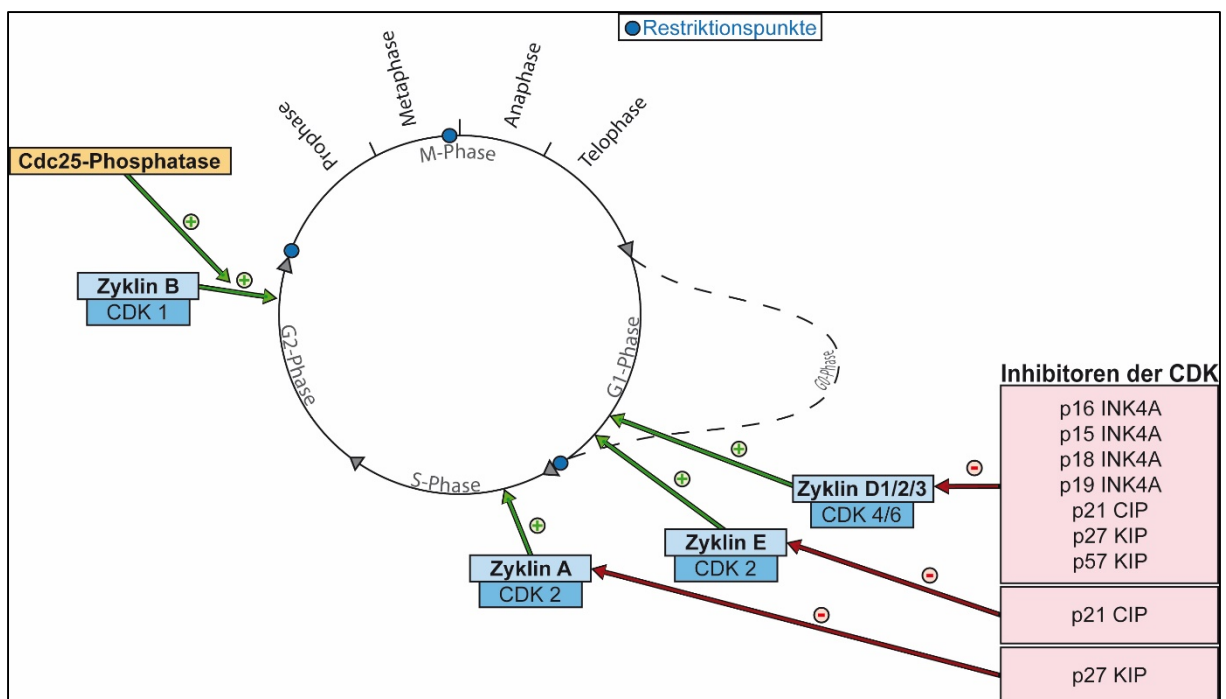 Restriktionspunkte
Prophase
Metaphase
Anaphase
Telophase
M-Phase
Cdc25-Phosphatase
+
+
Zyklin B
CDK 1
G2-Phase
G1-Phase
G0-Phase
S-Phase
Inhibitoren der CDK
p16 INK4A
p15 INK4A
p18 INK4A
p19 INK4A
p21 CIP
p27 KIP
p57 KIP
+
-
Zyklin D1/2/3
CDK 4/6
+
Zyklin E
CDK 2
-
p21 CIP
+
Zyklin A
CDK 2
-
p27 KIP